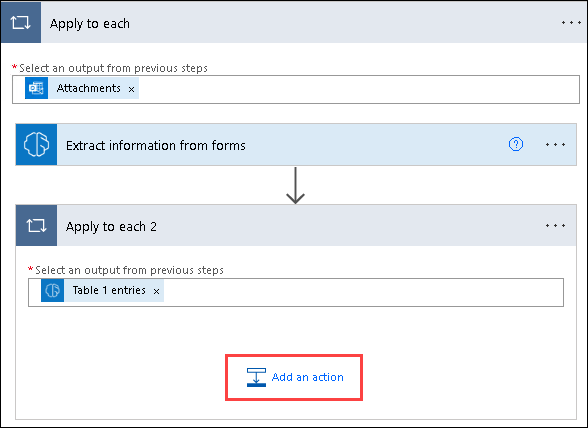 Apply to each
* Select an output from previous steps
Attachments ×
Extract information from forms
Apply to each 2
* Select an output from previous steps
Table 1 entries ×
Add an action